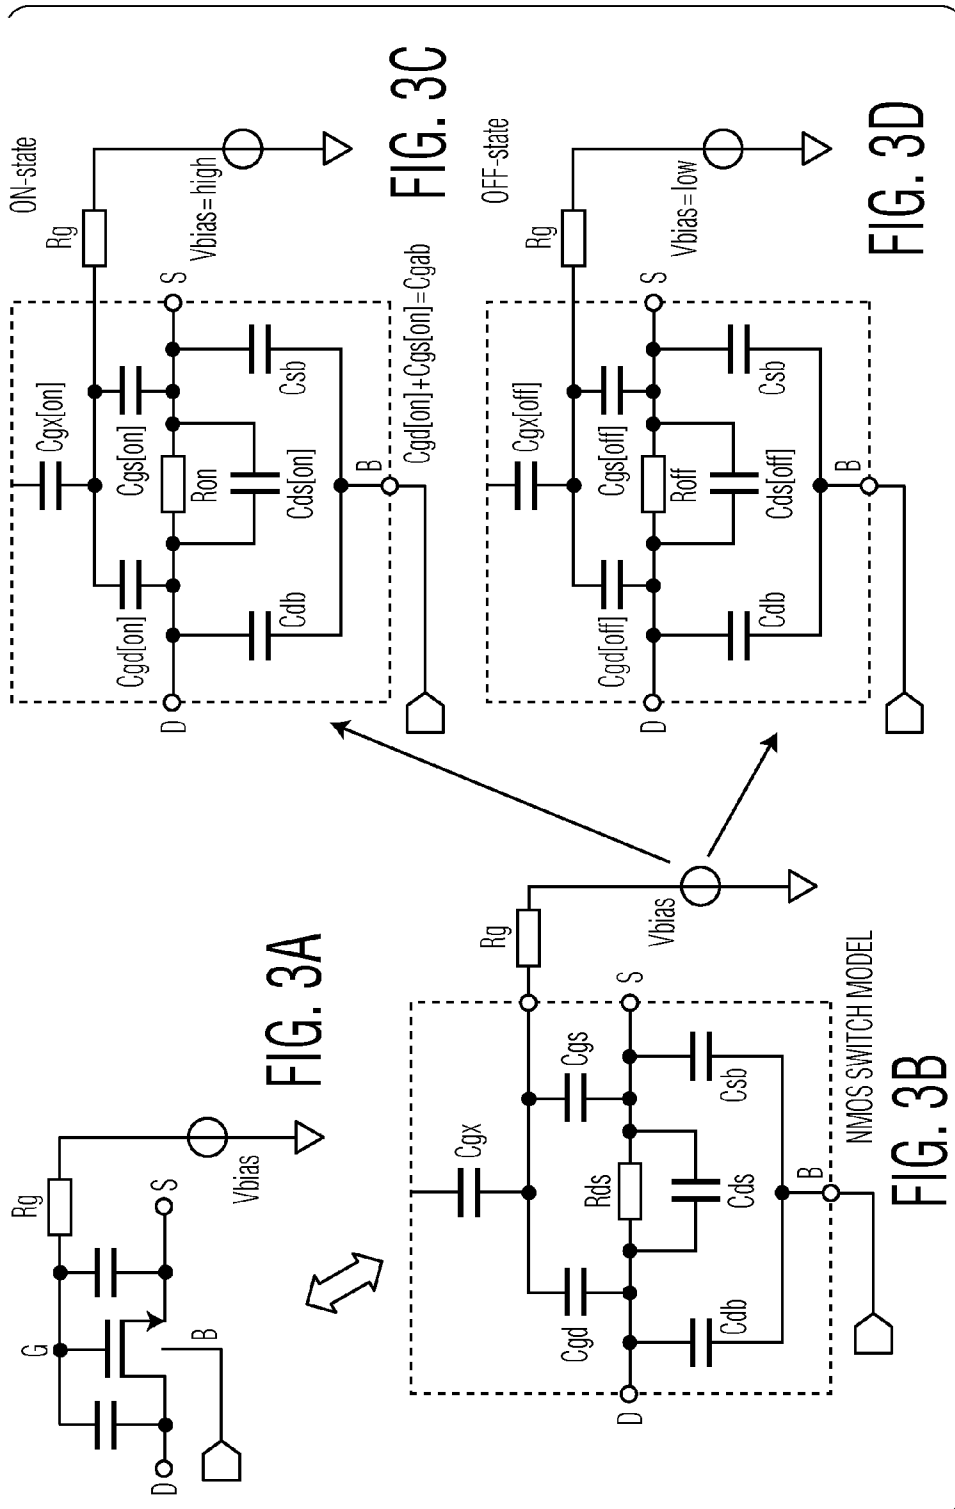 Rg
G
D
S
B
Vbias
FIG. 3A
Cgx
Rg
Cgd
Cgs
D
Rds
S
Cds
Cdb
Csb
B
Vbias
NMOS SWITCH MODEL
FIG. 3B
ON-state
Cgx[on]
Rg
Cgd[on]
Cgs[on]
D
Ron
S
Cds[on]
Cdb
Csb
B
Vbias=high
Cgd[on]+Cgs[on]=Cgab
FIG. 3C
OFF-state
Cgx[off]
Rg
Cgd[off]
Cgs[off]
D
Roff
S
Cds[off]
Cdb
Csb
B
Vbias=low
FIG. 3D